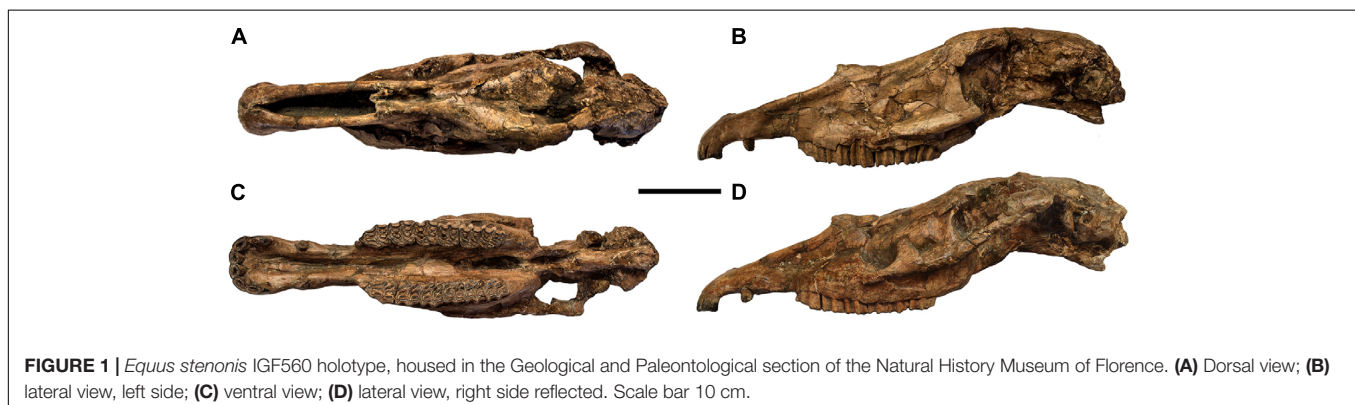 A
B
C
D
FIGURE 1 | Equus stenonis IGF560 holotype, housed in the Geological and Paleontological section of the Natural History Museum of Florence. (A) Dorsal view; (B)
lateral view, left side; (C) ventral view; (D) lateral view, right side reflected. Scale bar 10 cm.